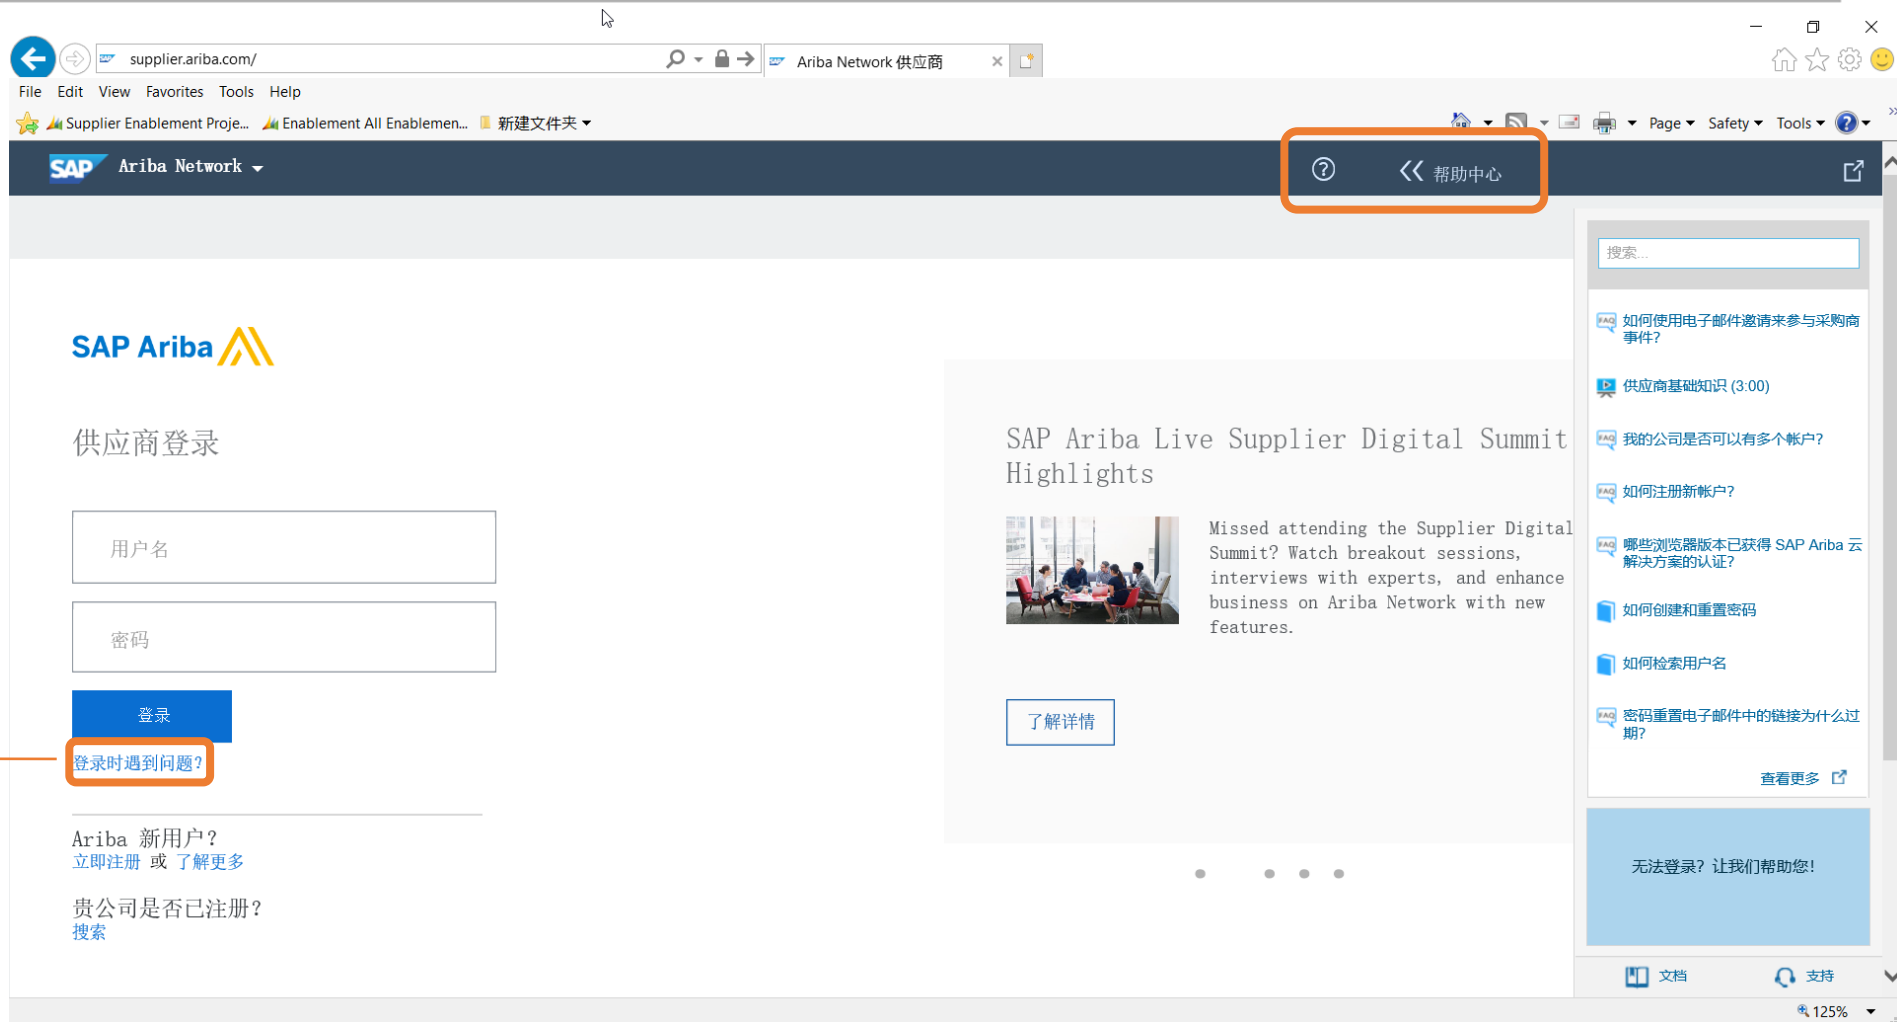 supplier.ariba.com/
Ariba Network 供应商
File Edit View Favorites Tools Help
Supplier Enablement Proje... Enablement All Enablemen... 新建文件夹
Page Safety Tools
SAP Ariba Network
帮助中心
SAP Ariba
供应商登录
用户名
密码
登录
登录时遇到问题?
Ariba 新用户?
立即注册 或 了解更多
贵公司是否已注册?
搜索
SAP Ariba Live Supplier Digital Summit
Highlights
Missed attending the Supplier Digital
Summit? Watch breakout sessions,
interviews with experts, and enhance
business on Ariba Network with new
features.
了解详情
搜索...
FAQ 如何使用电子邮件邀请来参与采购商
事件?
供应商基础知识 (3:00)
FAQ 我的公司是否可以有多个帐户?
FAQ 如何注册新帐户?
FAQ 哪些浏览器版本已获得 SAP Ariba 云
解决方案的认证?
如何创建和重置密码
如何检索用户名
FAQ 密码重置电子邮件中的链接为什么过
期?
查看更多
无法登录? 让我们帮助您!
文档 支持
125%